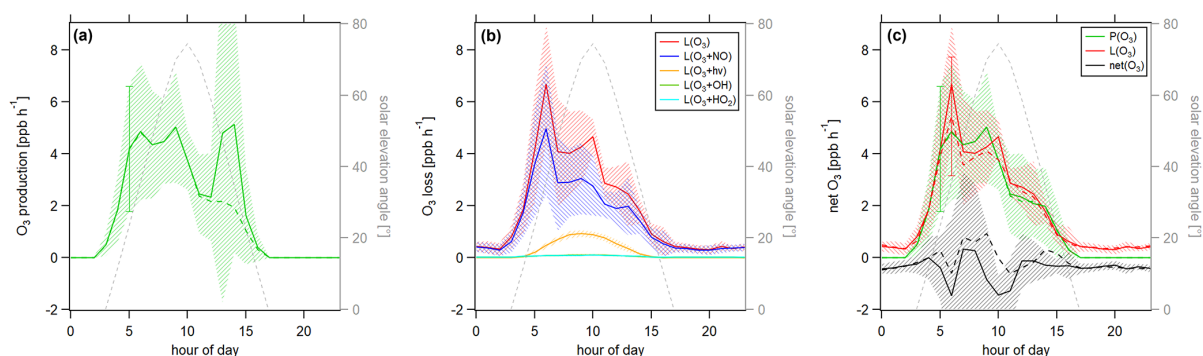 (a)
8
6
4
2
0
-2
O3 production [ppb h-1]
80
60
40
20
0
solar elevation angle [°]
0 5 10 15 20
hour of day
(b)
L(O3)
L(O3+NO)
L(O3+hv)
L(O3+OH)
L(O3+HO2)
8
6
4
2
0
-2
O3 loss [ppb h-1]
80
60
40
20
0
solar elevation angle [°]
0 5 10 15 20
hour of day
(c)
P(O3)
L(O3)
net(O3)
8
6
4
2
0
-2
net O3 [ppb h-1]
80
60
40
20
0
solar elevation angle [°]
0 5 10 15 20
hour of day